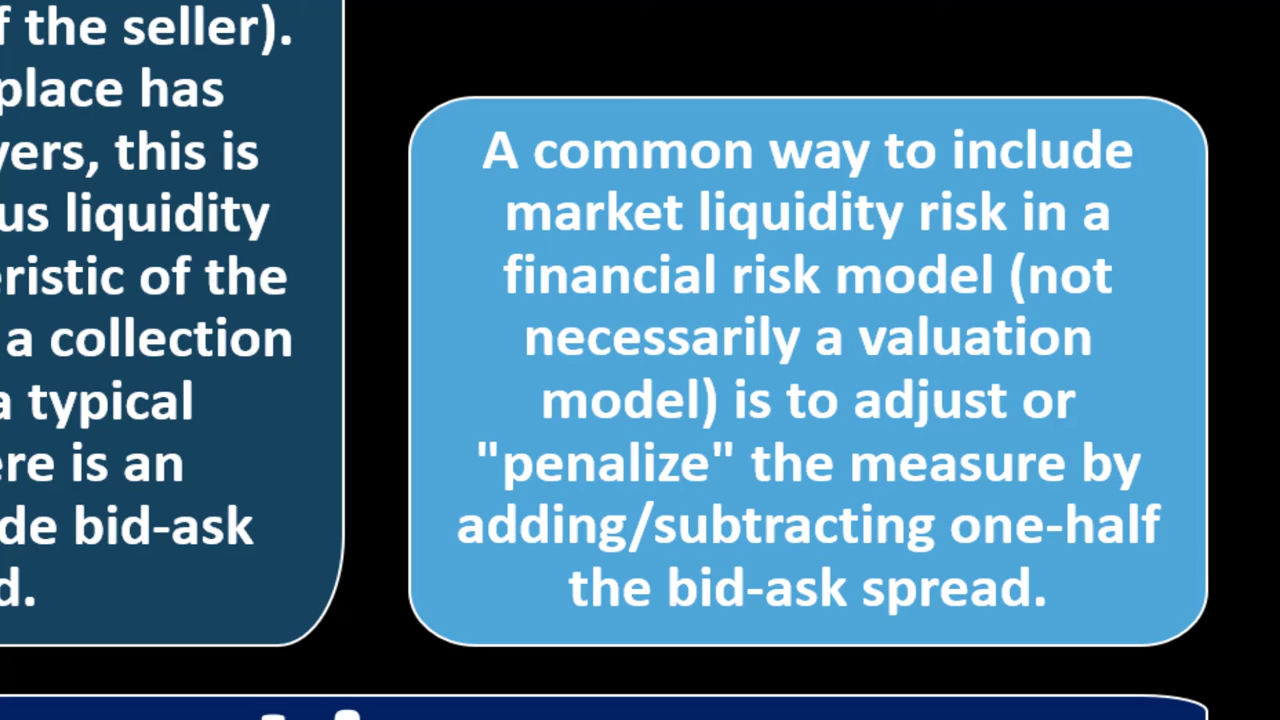 f the seller).
place has
yers, this is
us liquidity
eristic of the
a collection
a typical
ere is an
de bid-ask
d.
A common way to include
market liquidity risk in a
financial risk model (not
necessarily a valuation
model) is to adjust or
"penalize" the measure by
adding/subtracting one-half
the bid-ask spread.